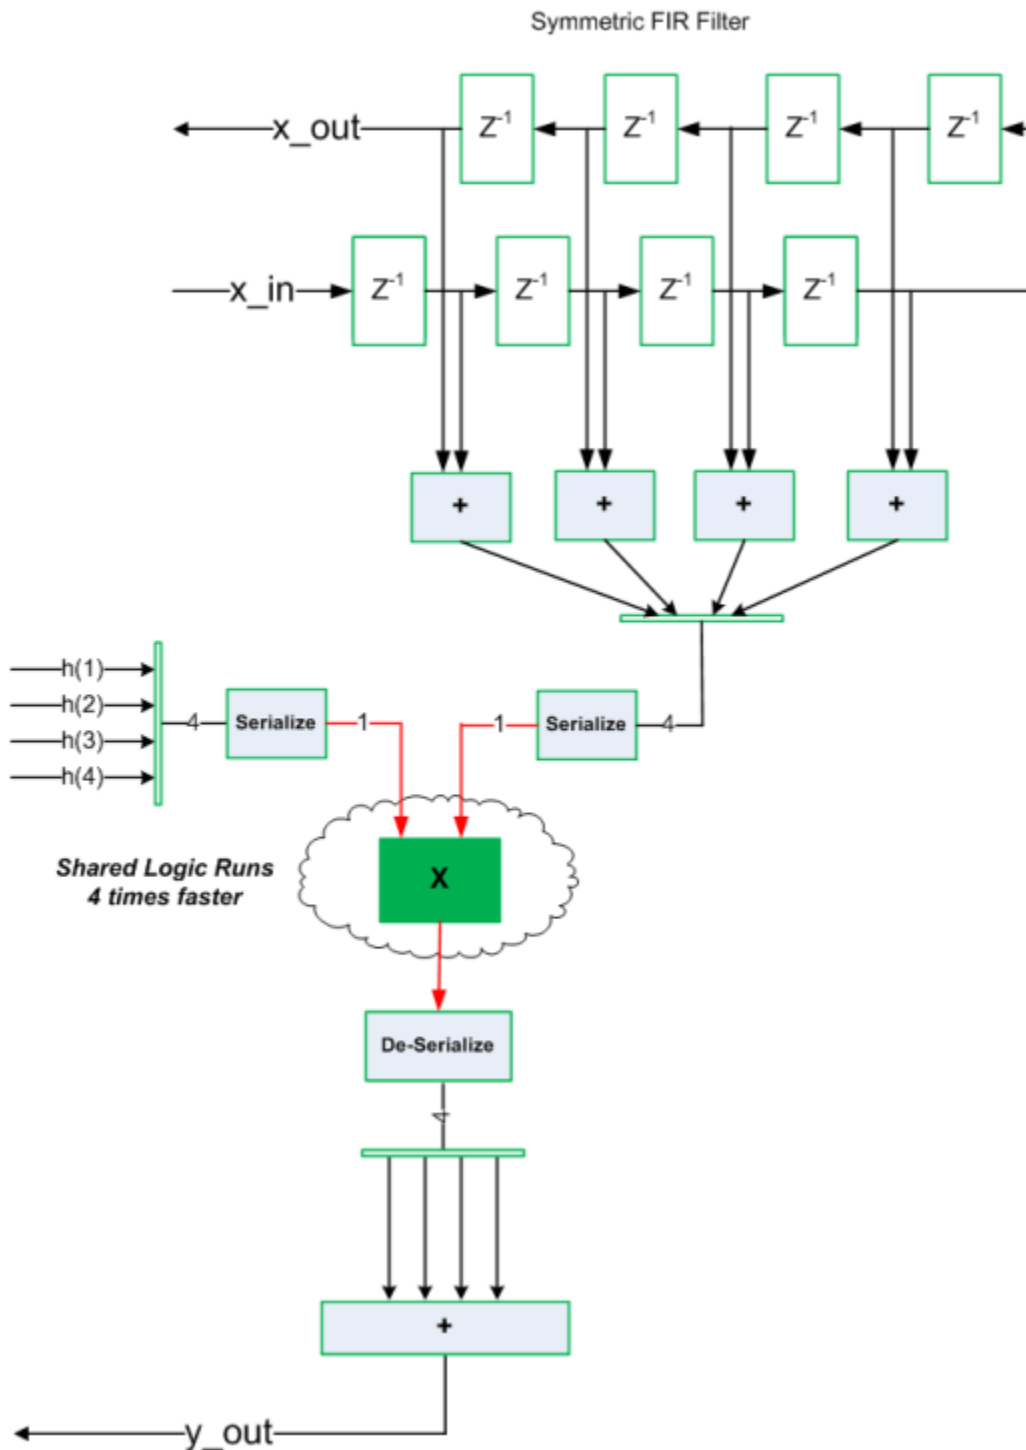 Symmetric FIR Filter
x_out Z⁻¹ Z⁻¹ Z⁻¹ Z⁻¹
x_in Z⁻¹ Z⁻¹ Z⁻¹ Z⁻¹
+ + + +
h(1)
h(2)
h(3)
h(4)
4 Serialize 1 1 Serialize 4
Shared Logic Runs
4 times faster
X
De-Serialize
4
+
y_out